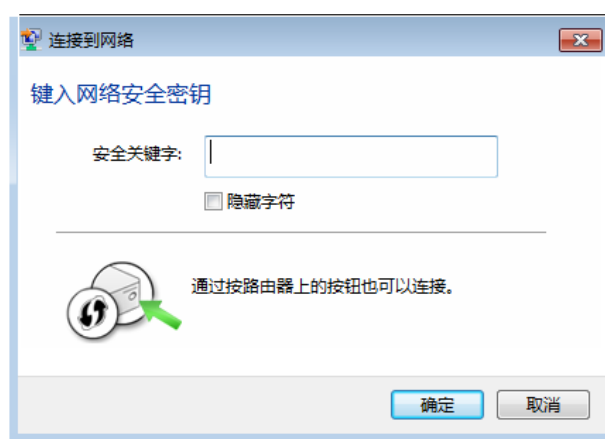 连接到网络
键入网络安全密钥
安全关键字:
隐藏字符
通过按路由器上的按钮也可以连接。
确定
取消